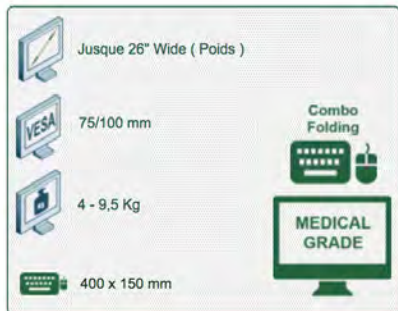 Jusque 26" Wide ( Poids )
VESA
75/100 mm
4 - 9,5 Kg
400 x 150 mm
Combo
Folding
MEDICAL
GRADE